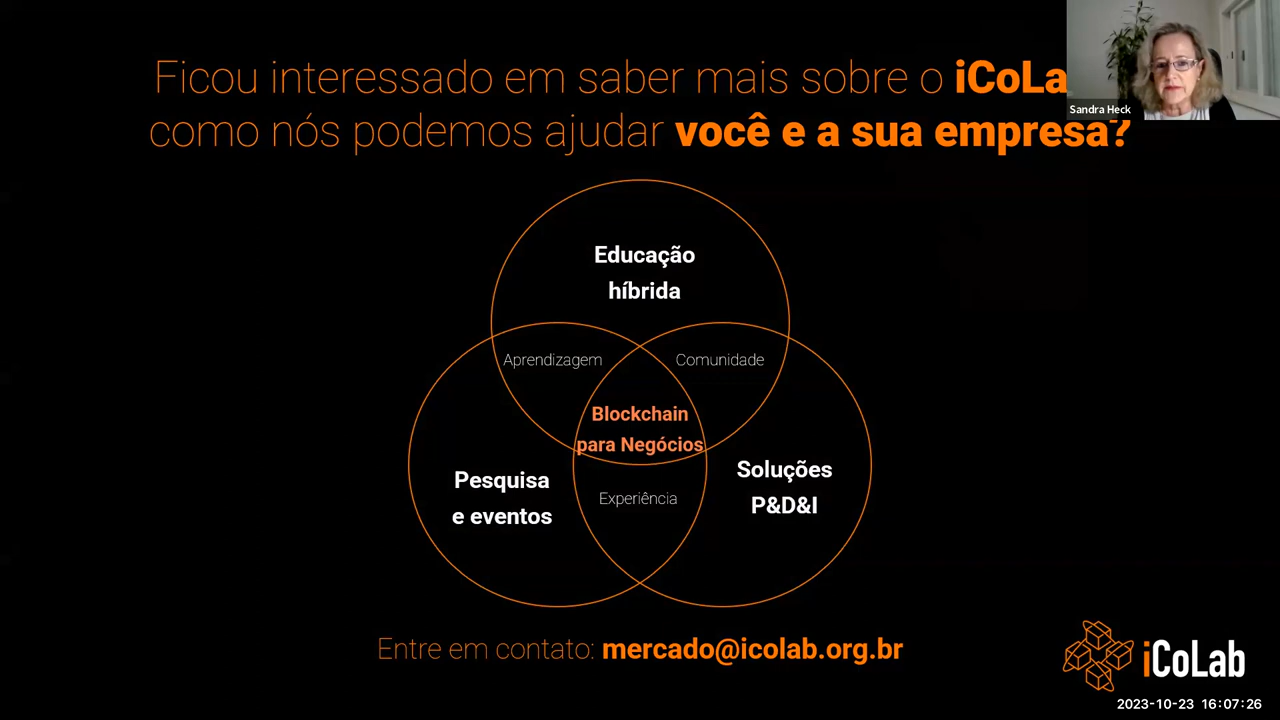 Ficou interessado em saber mais sobre o iCoLa
como nós podemos ajudar você e a sua empresa?
Sandra Heck
Educação
híbrida
Aprendizagem
Comunidade
Blockchain
para Negócios
Pesquisa
e eventos
Experiência
Soluções
P&D&I
Entre em contato: mercado@icolab.org.br
iCoLab
2023-10-23 16:07:26